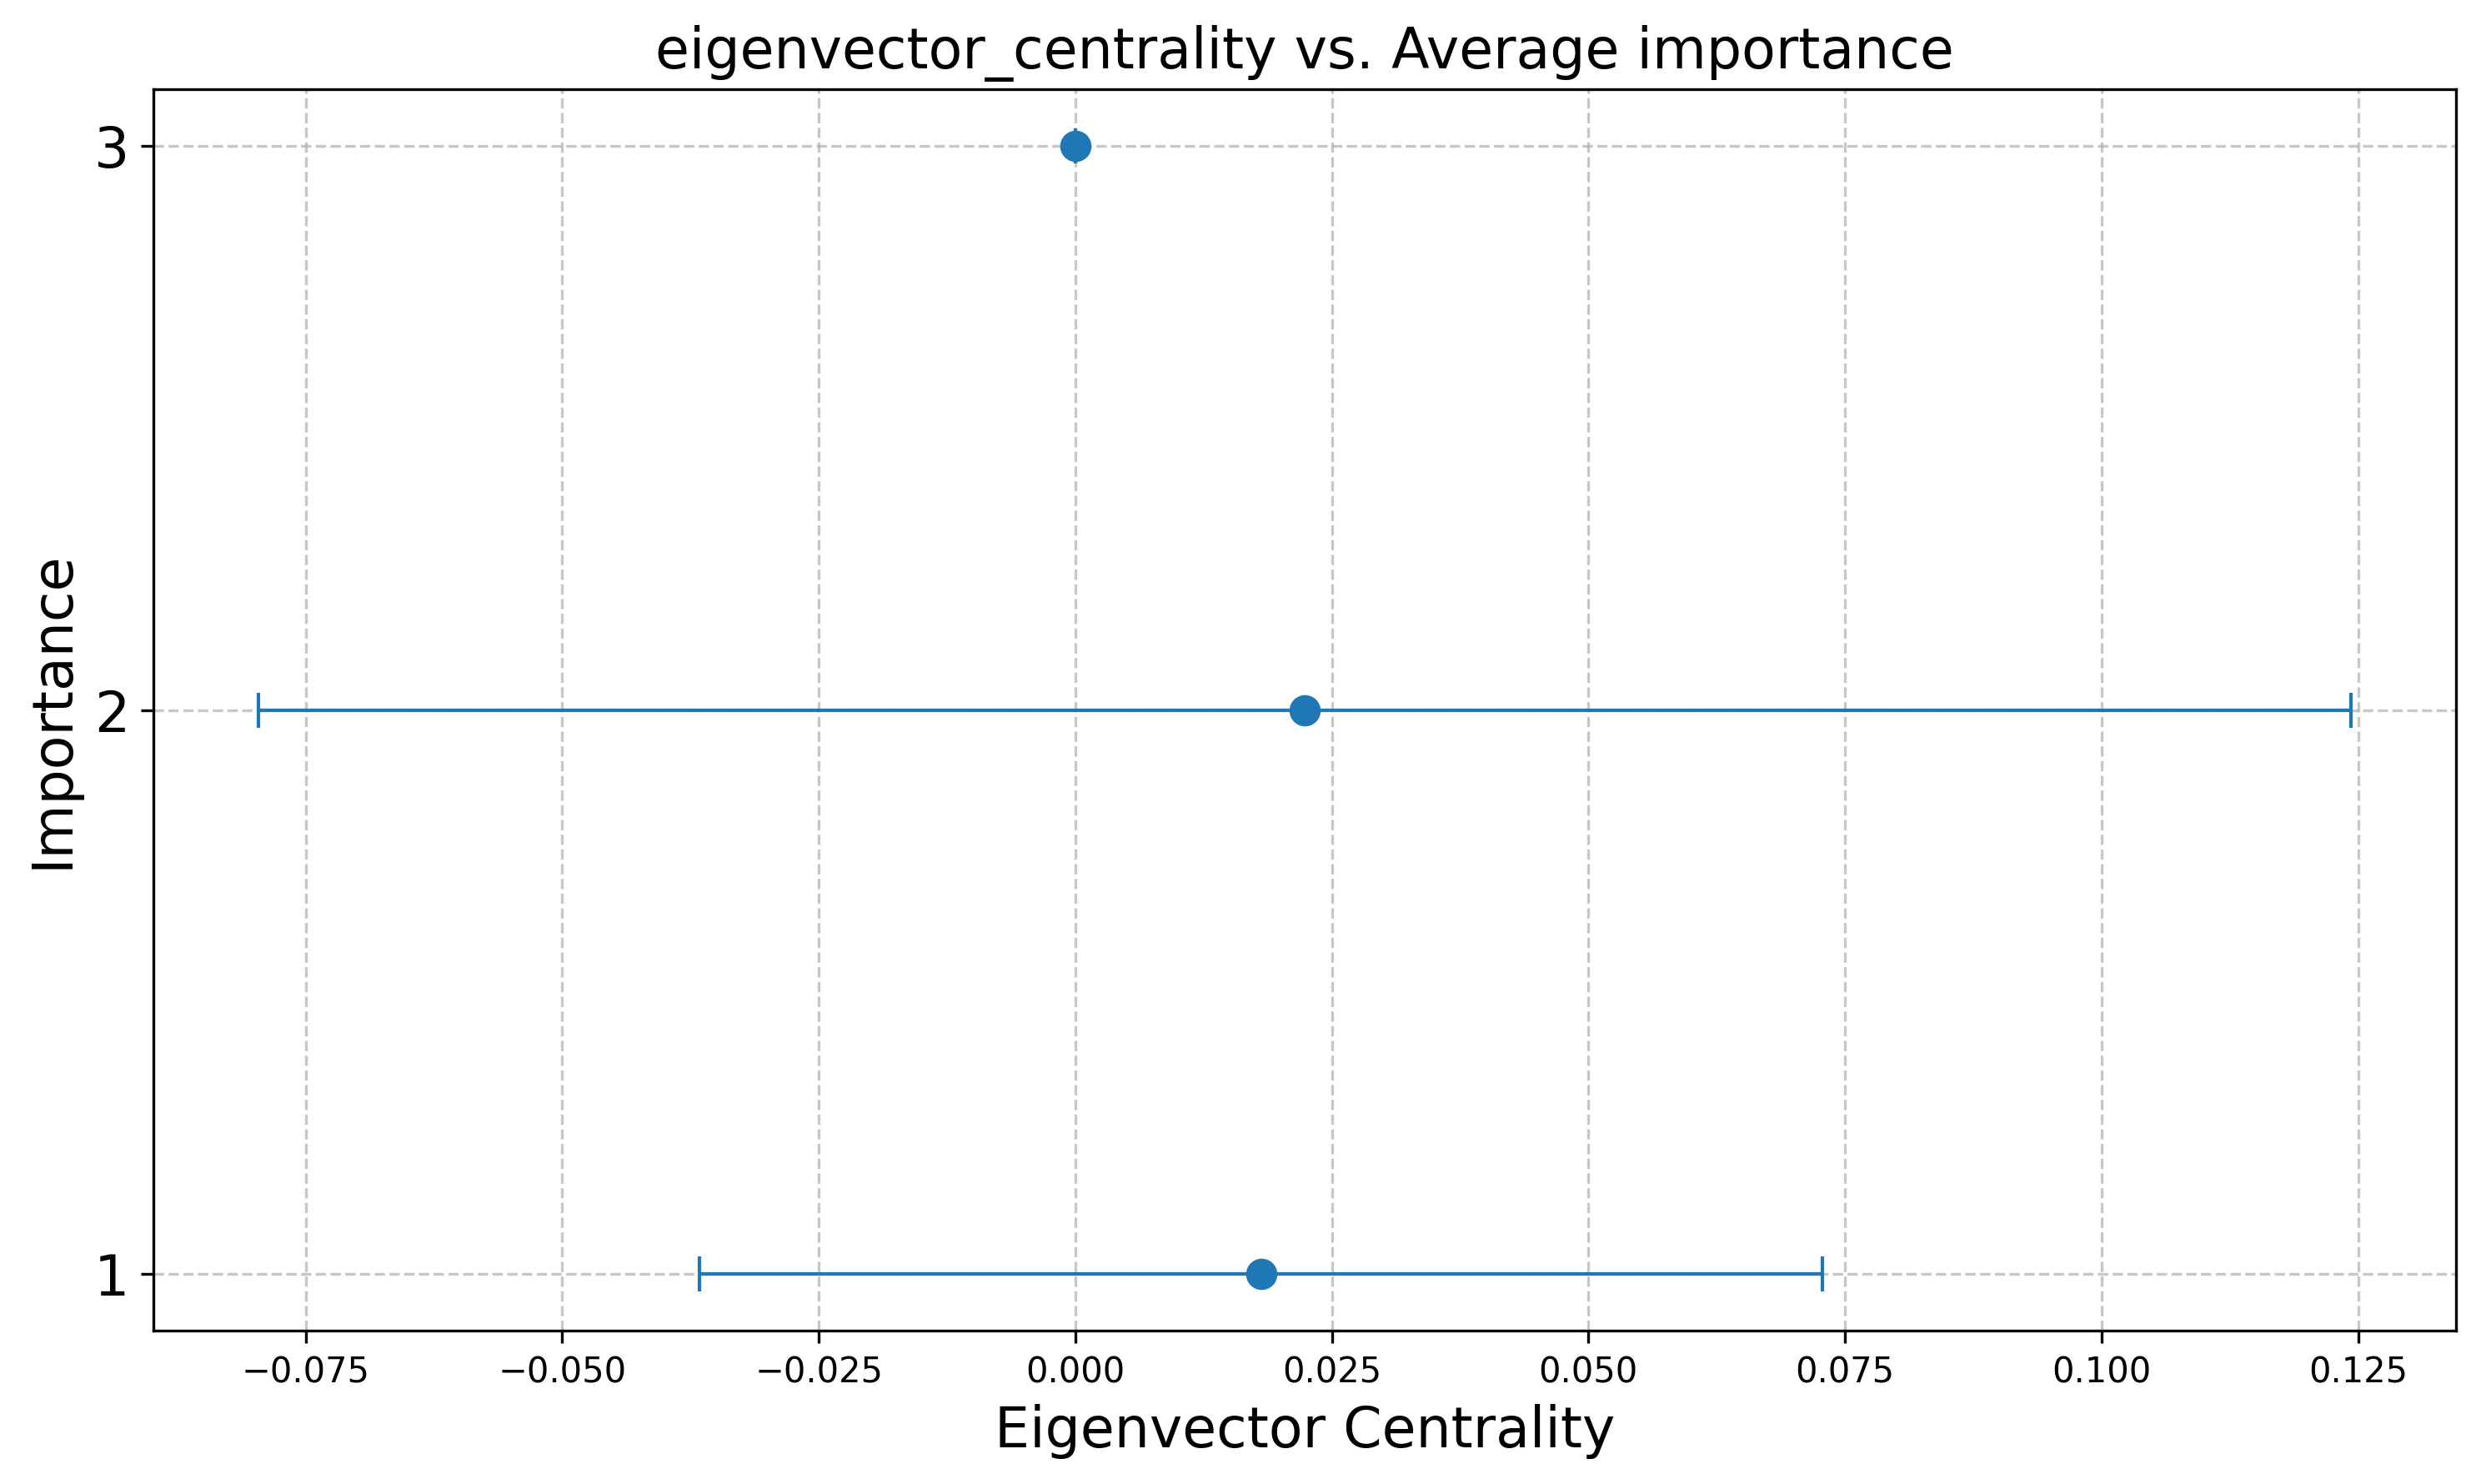 eigenvector_centrality vs. Average importance
3
2
1
Importance
−0.075 −0.050 −0.025 0.000 0.025 0.050 0.075 0.100 0.125
Eigenvector Centrality